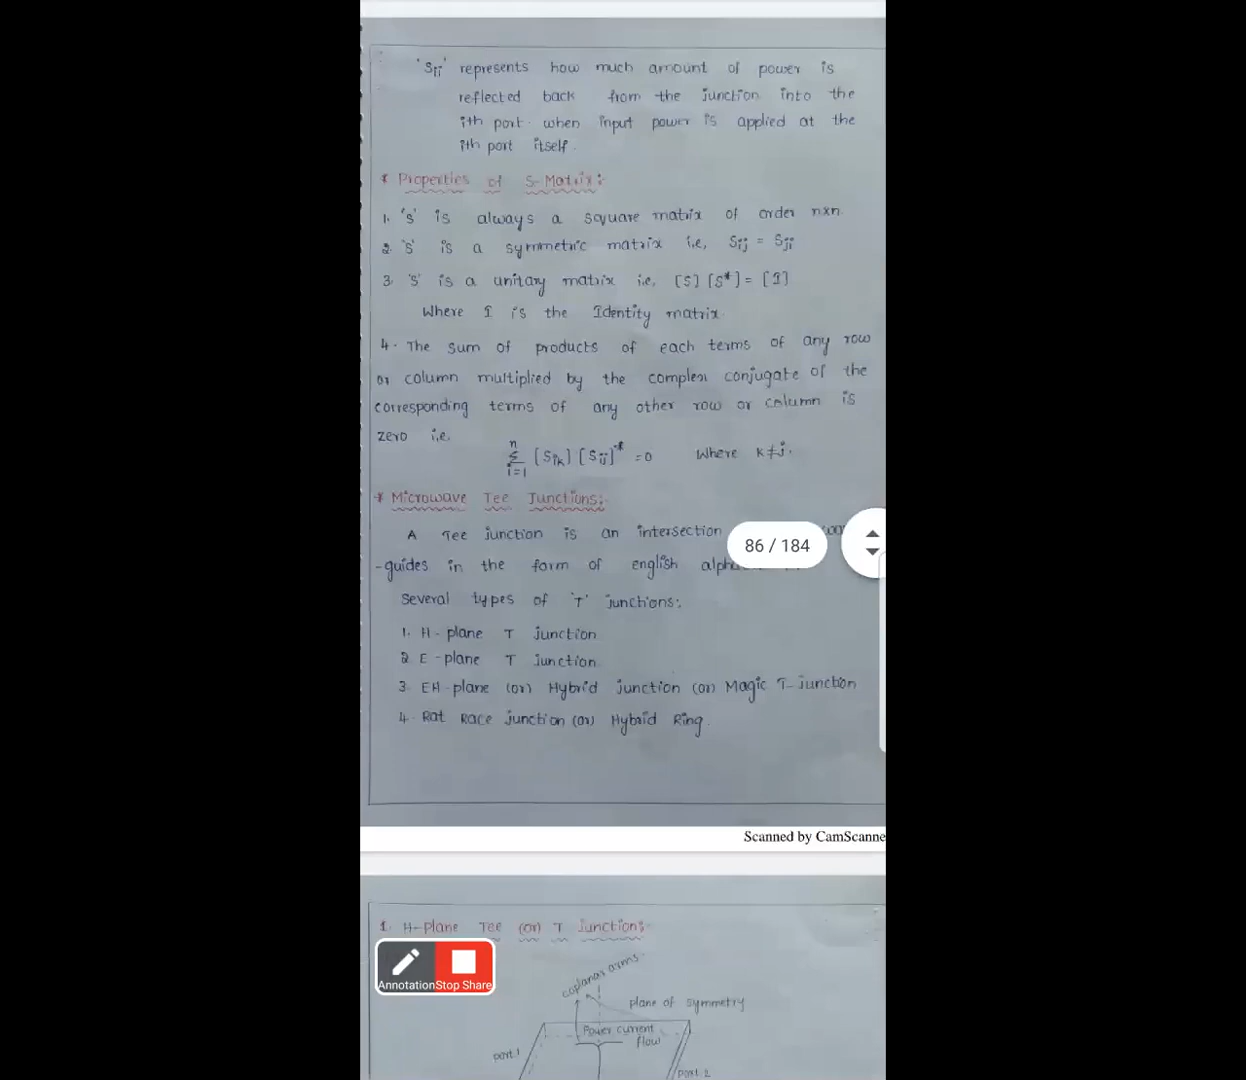 'Sii' represents how much amount of power is
reflected back from the junction into the
ith port when input power is applied at the
ith port itself.
* Properties of S-Matrix:-
1. 's' is always a square matrix of order nxn
2. 's' is a symmetric matrix i.e, Sij = Sji
3. 's' is a unitary matrix i.e, [S] [S*] = [I]
Where I is the Identity matrix
4. The sum of products of each terms of any row
or column multiplied by the complex conjugate of the
corresponding terms of any other row or column is
zero i.e.
n
Σ [Sik] [Sij]* = 0 Where k≠j.
i=1
* Microwave Tee Junctions:-
A Tee junction is an intersection
-guides in the form of english
86 / 184
Several types of 'T' junctions:
1. H-plane T junction
2. E-plane T junction
3. EH-plane (or) Hybrid junction (or) Magic T-junction
4. Rat Race junction (or) Hybrid Ring.
Scanned by CamScanne
1. H-Plane Tee (or) T Junction:-
Annotation Stop Share
coplanar arms.
plane of symmetry
Power current
flow
port 1
port 2